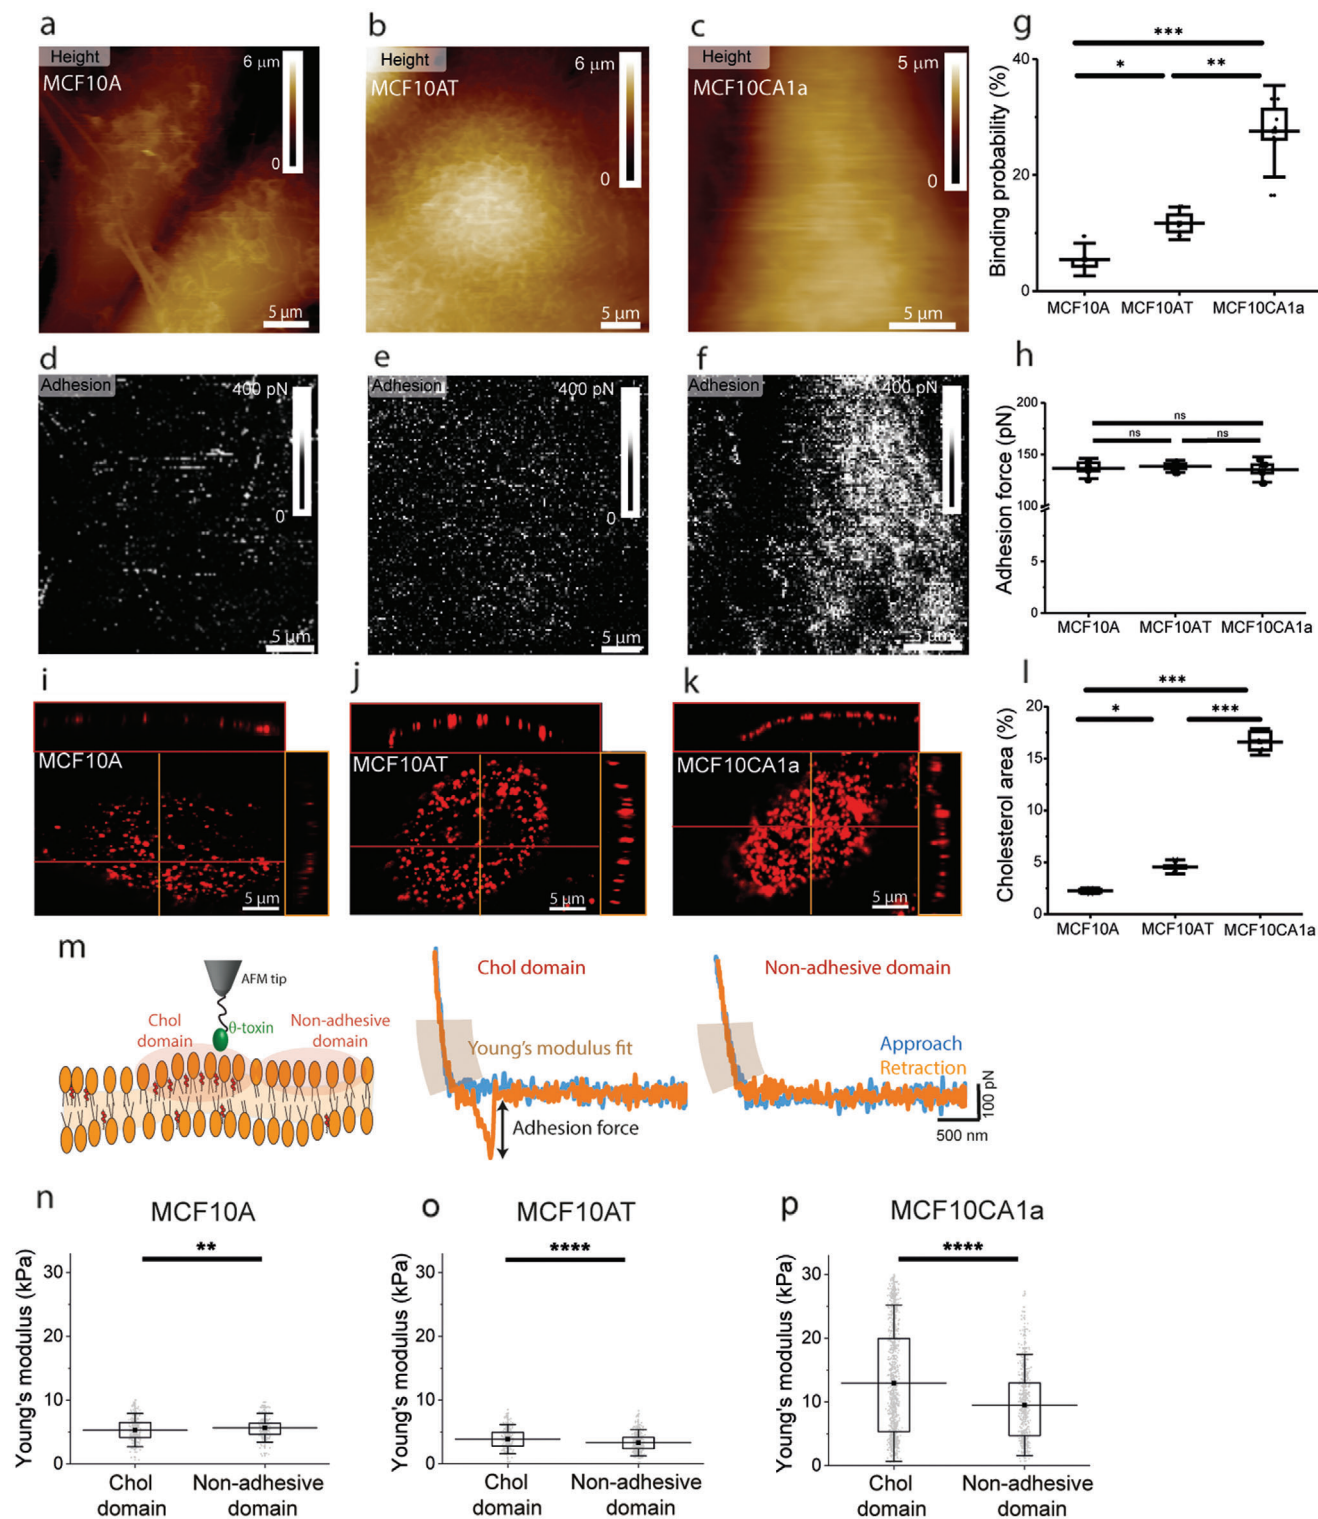 a
Height
MCF10A
6 μm
0
5 μm
b
Height
MCF10AT
6 μm
0
5 μm
c
Height
MCF10CA1a
5 μm
0
5 μm
g
Binding probability (%)
40
20
0
***
*
**
MCF10A MCF10AT MCF10CA1a
d
Adhesion
400 pN
0
5 μm
e
Adhesion
400 pN
0
5 μm
f
Adhesion
400 pN
0
5 μm
h
Adhesion force (pN)
200
150
100
5
0
ns
ns
ns
MCF10A MCF10AT MCF10CA1a
i
MCF10A
5 μm
j
MCF10AT
5 μm
k
MCF10CA1a
5 μm
l
Cholesterol area (%)
20
15
10
5
0
***
*
***
MCF10A MCF10AT MCF10CA1a
m
AFM tip
θ-toxin
Chol
domain
Non-adhesive
domain
Chol domain
Young's modulus fit
Adhesion force
Non-adhesive domain
Approach
Retraction
100 pN
500 nm
n
MCF10A
**
Young's modulus (kPa)
30
20
10
0
Chol
domain
Non-adhesive
domain
o
MCF10AT
****
Young's modulus (kPa)
30
20
10
0
Chol
domain
Non-adhesive
domain
p
MCF10CA1a
****
Young's modulus (kPa)
30
20
10
0
Chol
domain
Non-adhesive
domain